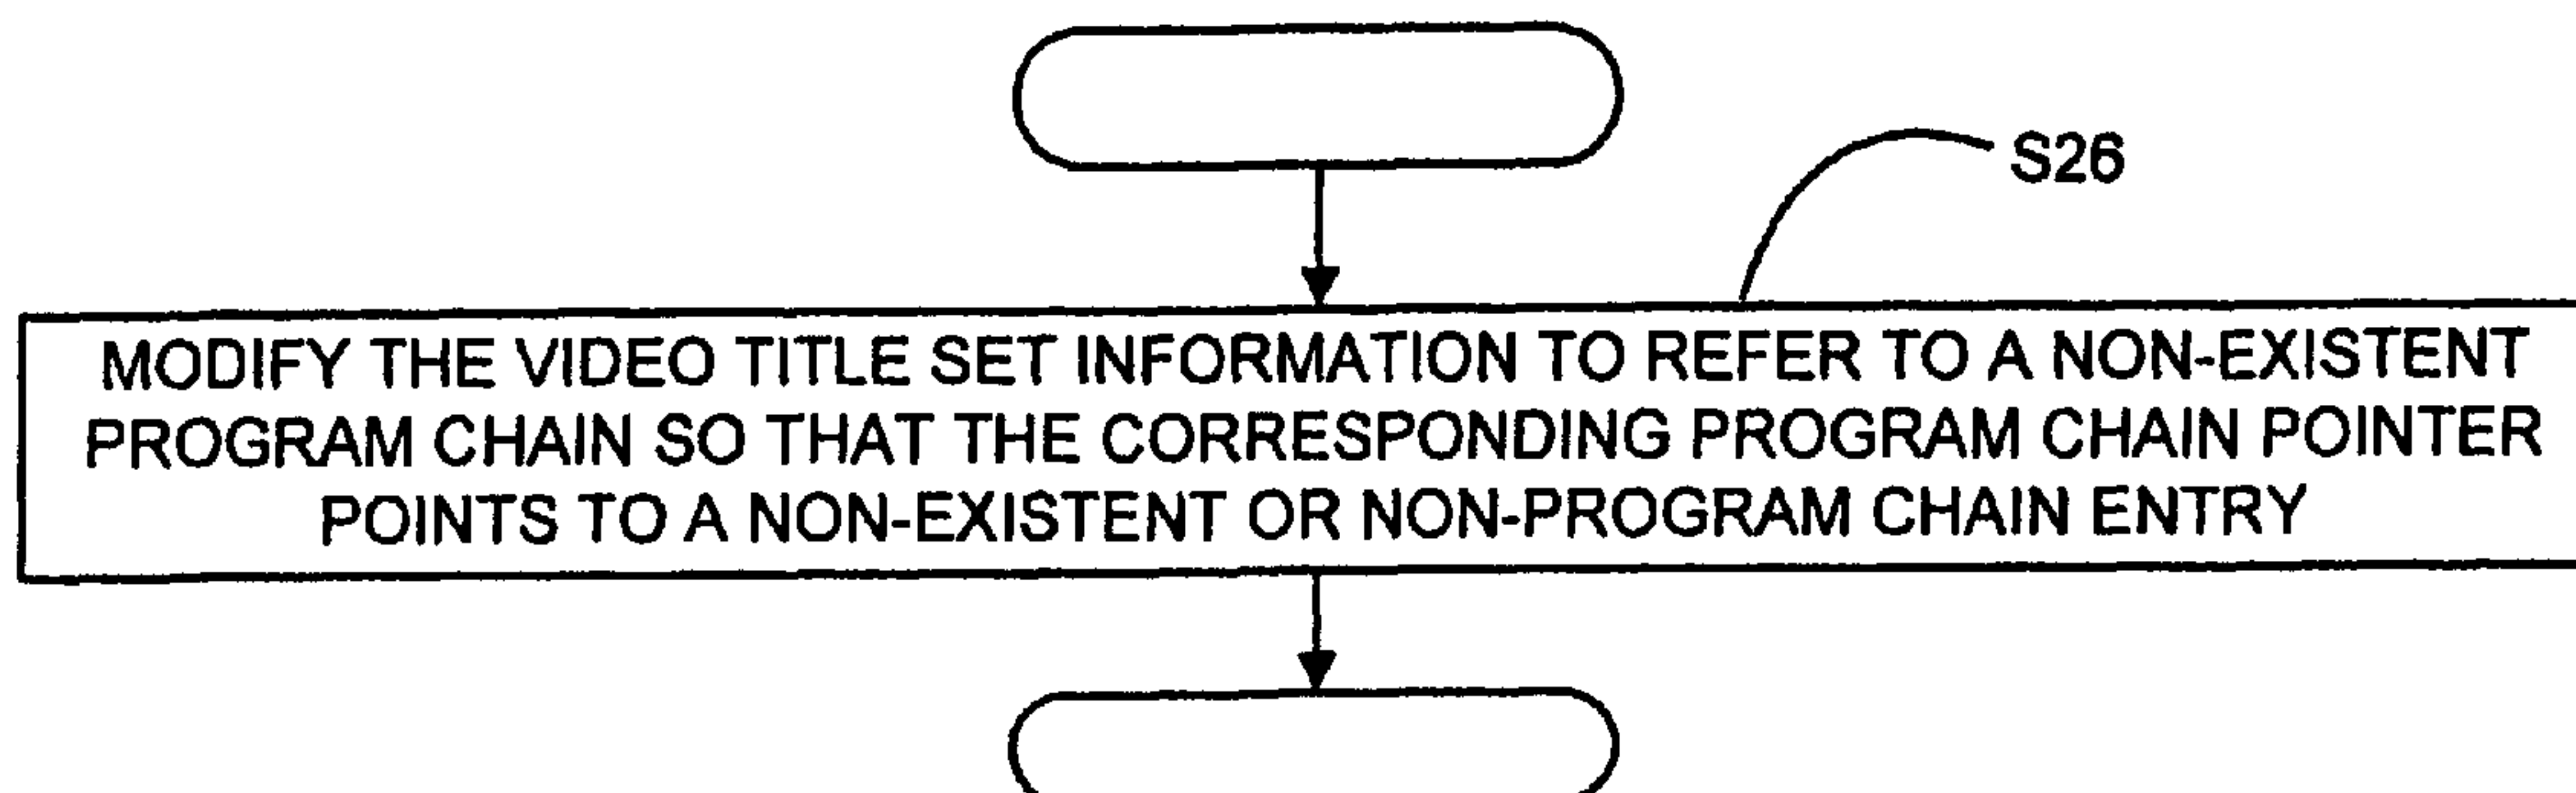 S26
MODIFY THE VIDEO TITLE SET INFORMATION TO REFER TO A NON-EXISTENT
PROGRAM CHAIN SO THAT THE CORRESPONDING PROGRAM CHAIN POINTER
POINTS TO A NON-EXISTENT OR NON-PROGRAM CHAIN ENTRY